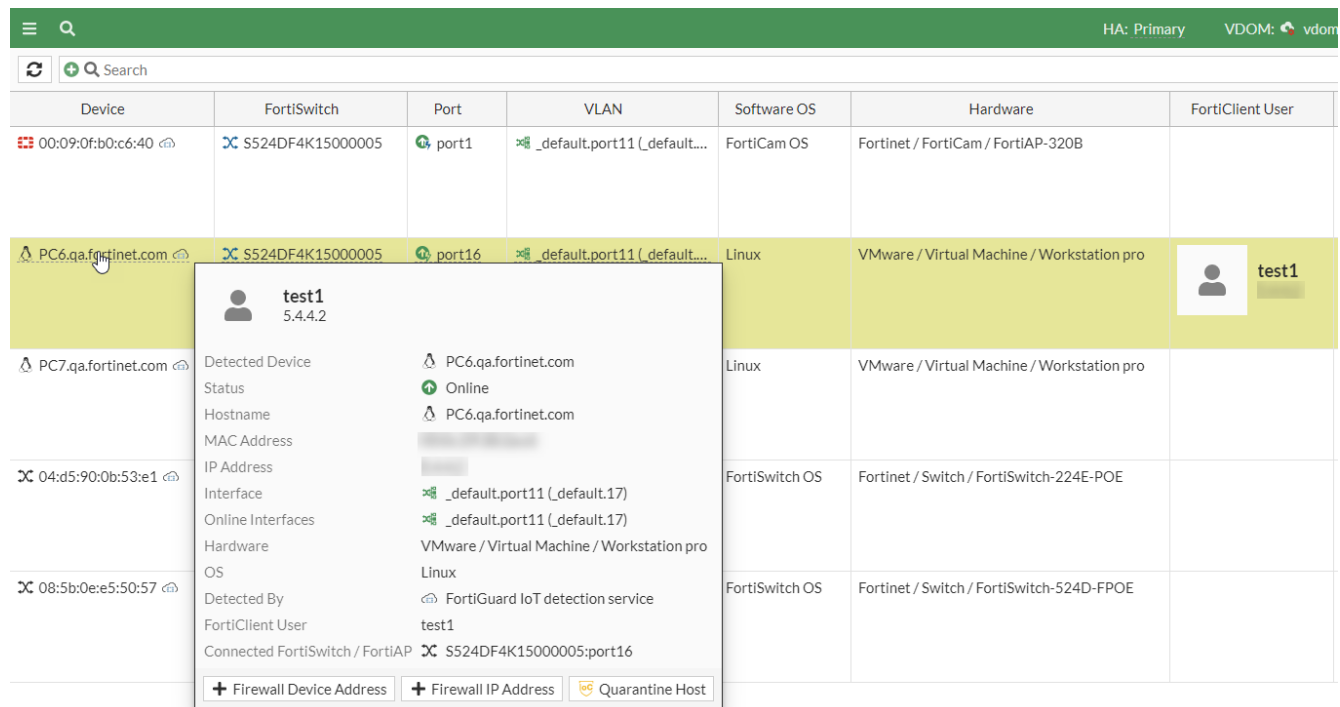 HA: Primary VDOM: vdom
Search
Device FortiSwitch Port VLAN Software OS Hardware FortiClient User
00:09:0f:b0:c6:40 S524DF4K15000005 port1 _default.port11 (_default.... FortiCam OS Fortinet / FortiCam / FortiAP-320B
PC6.qa.fortinet.com S524DF4K15000005 port16 _default.port11 (_default.... Linux VMware / Virtual Machine / Workstation pro test1
test1
5.4.4.2
Detected Device PC6.qa.fortinet.com
Status Online
Hostname PC6.qa.fortinet.com
MAC Address
IP Address
Interface _default.port11 (_default.17)
Online Interfaces _default.port11 (_default.17)
Hardware VMware / Virtual Machine / Workstation pro
OS Linux
Detected By FortiGuard IoT detection service
FortiClient User test1
Connected FortiSwitch / FortiAP S524DF4K15000005:port16
+ Firewall Device Address + Firewall IP Address IoC Quarantine Host
PC7.qa.fortinet.com Linux VMware / Virtual Machine / Workstation pro
04:d5:90:0b:53:e1 FortiSwitch OS Fortinet / Switch / FortiSwitch-224E-POE
08:5b:0e:e5:50:57 FortiSwitch OS Fortinet / Switch / FortiSwitch-524D-FPOE